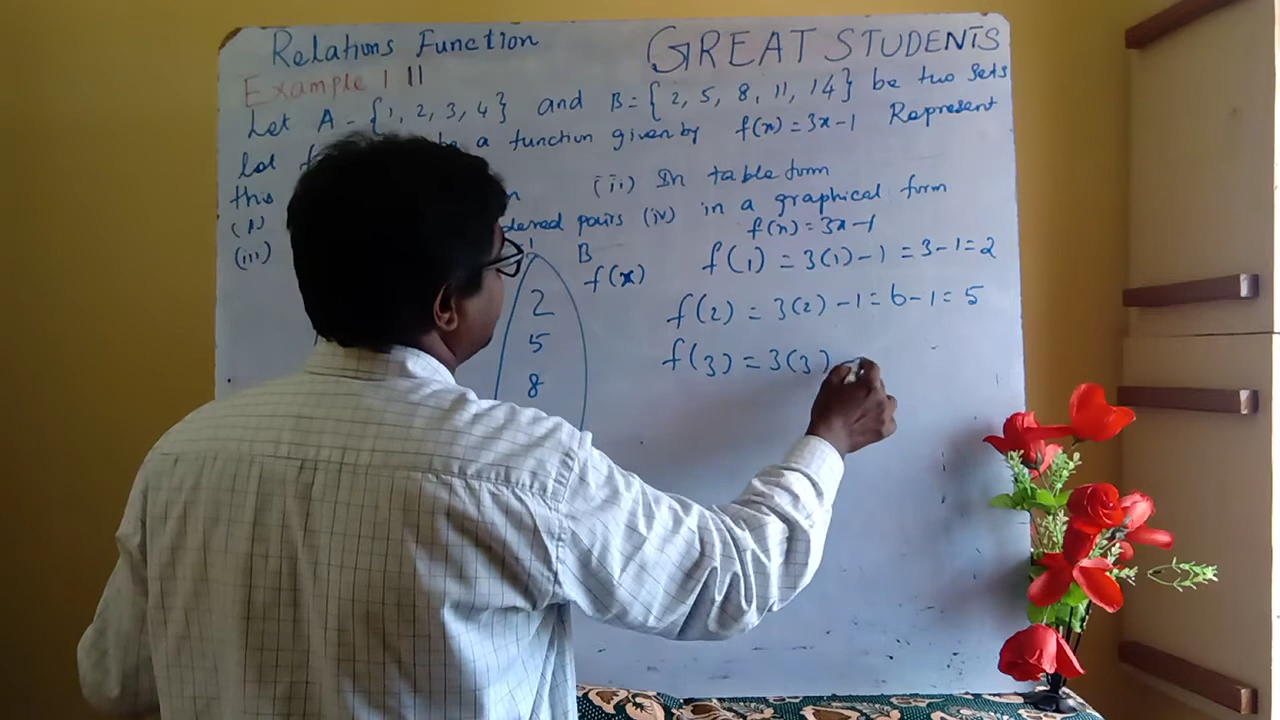 Relations Function GREAT STUDENTS
Example 1 11
Let A = {1, 2, 3, 4} and B = { 2, 5, 8, 11, 14} be two sets
let f a function given by f(x) = 3x-1 Represent
this (ii) In table form
(iii) pairs (iv) in a graphical form
f(x) = 3x-1
B
f(x)
f(1) = 3(1)-1 = 3-1=2
2
f(2) = 3(2) -1 = 6-1 = 5
5
f(3) = 3(3)
8